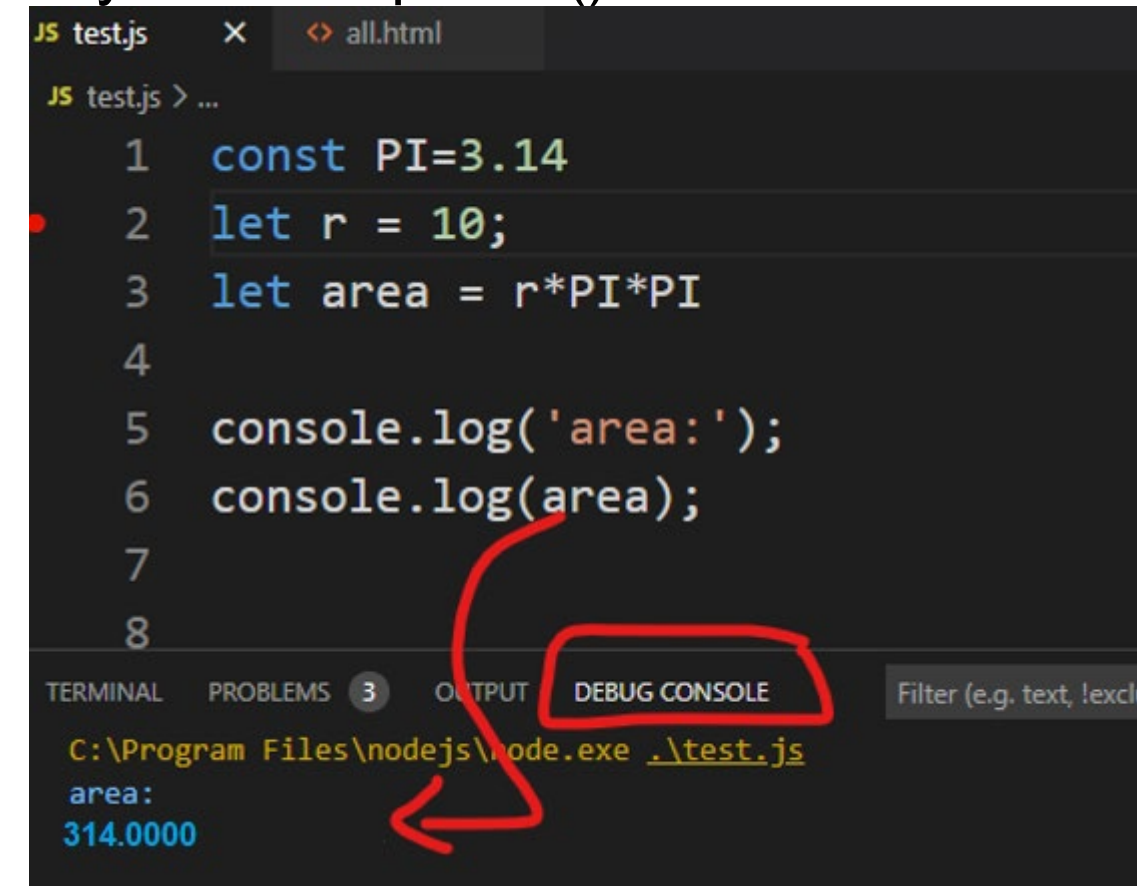 JS test.js × <> all.html
JS test.js > ...
1 const PI=3.14
2 let r = 10;
3 let area = r*PI*PI
4
5 console.log('area:');
6 console.log(area);
7
8
TERMINAL PROBLEMS 3 OUTPUT DEBUG CONSOLE Filter (e.g. text, !excl
C:\Program Files\nodejs\node.exe .\test.js
area:
314.0000